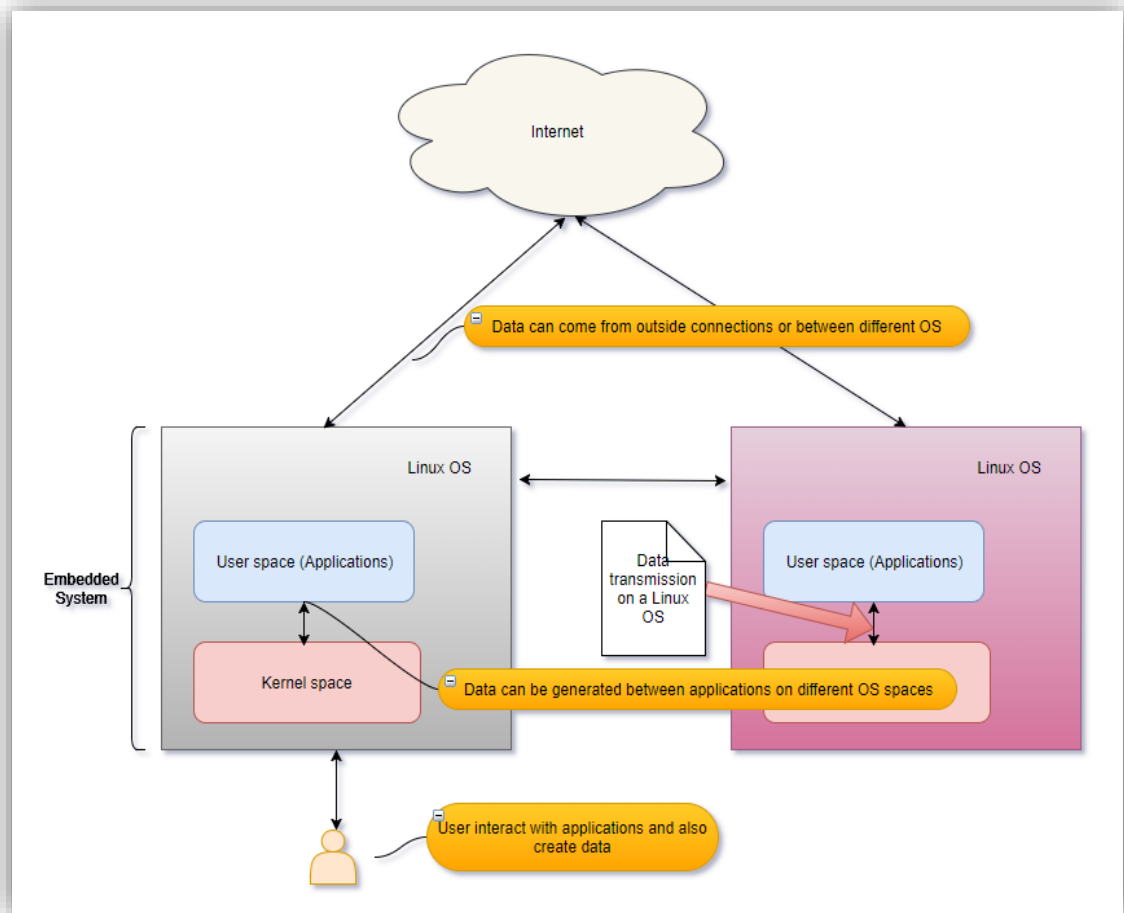 Internet
Data can come from outside connections or between different OS
Linux OS
Linux OS
User space (Applications)
Data
transmission
on a Linux
OS
User space (Applications)
Embedded
System
Kernel space
Data can be generated between applications on different OS spaces
User interact with applications and also
create data